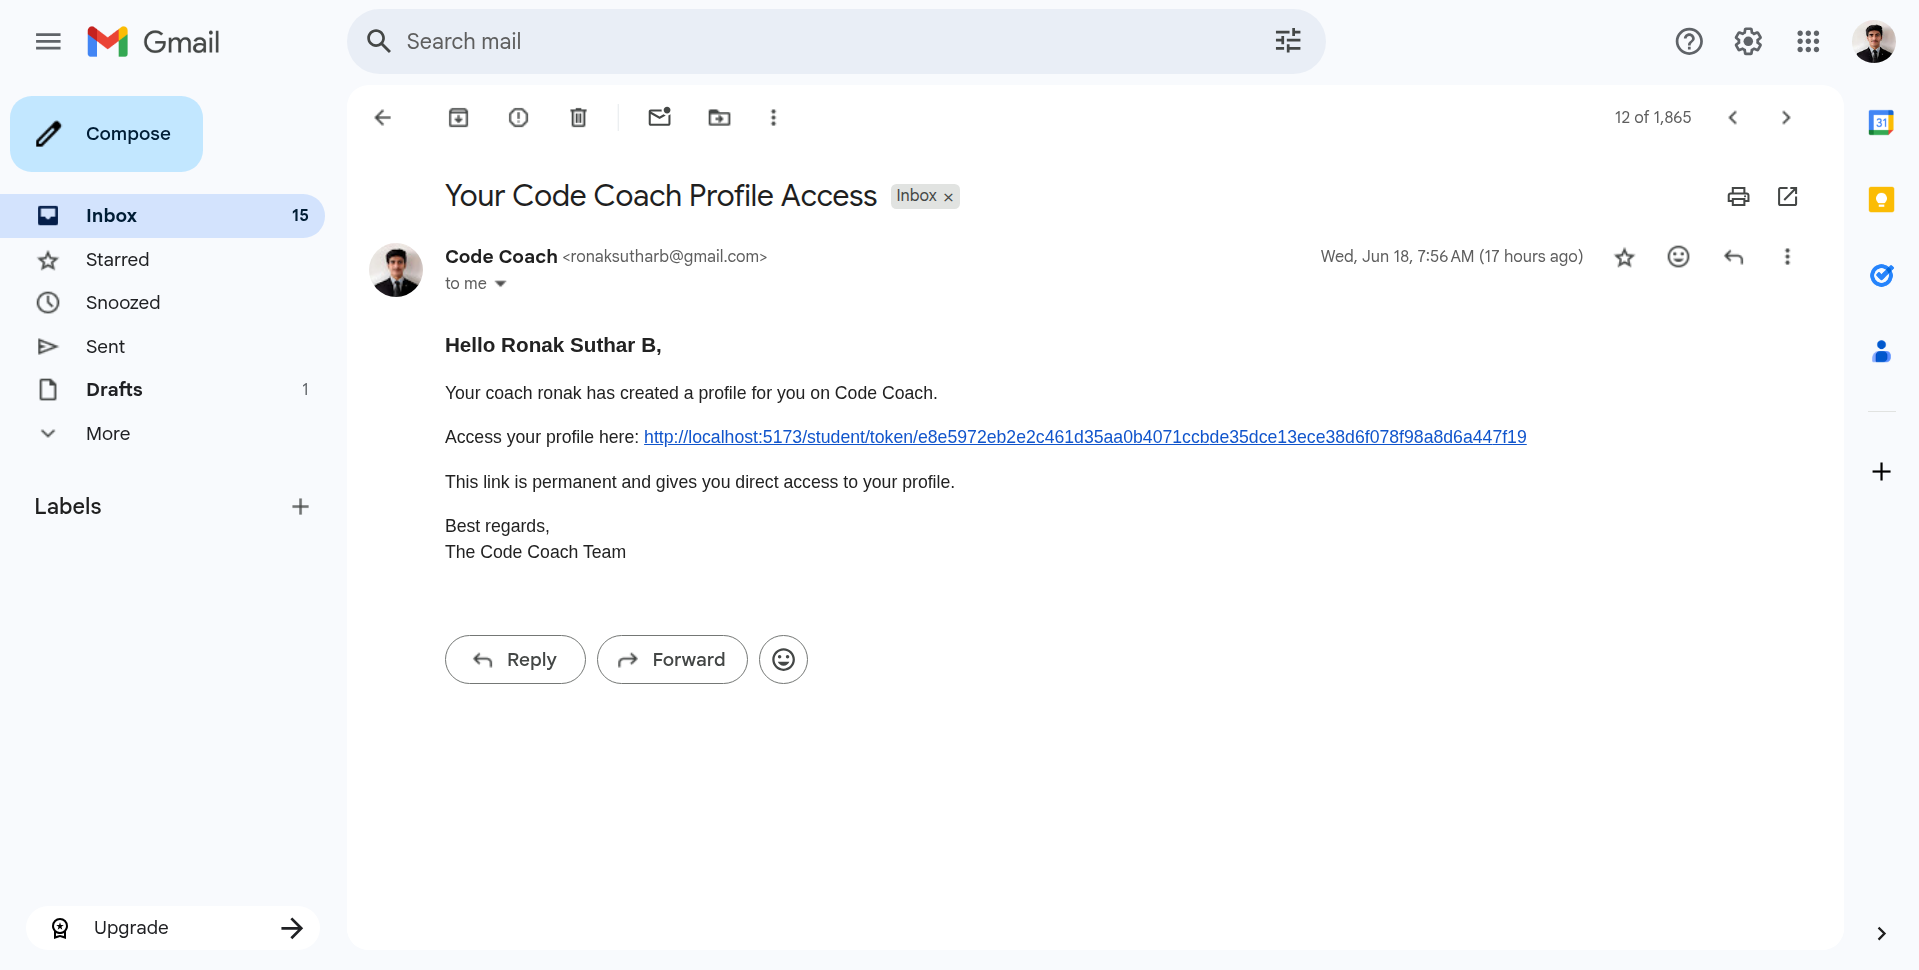 Gmail
Search mail
Compose
12 of 1,865
31
Inbox 15
Starred
Snoozed
Sent
Drafts 1
More
Labels
Upgrade
Your Code Coach Profile Access Inbox ×
Code Coach <ronaksutharb@gmail.com> Wed, Jun 18, 7:56 AM (17 hours ago)
to me
Hello Ronak Suthar B,
Your coach ronak has created a profile for you on Code Coach.
Access your profile here: http://localhost:5173/student/token/e8e5972eb2e2c461d35aa0b4071ccbde35dce13ece38d6f078f98a8d6a447f19
This link is permanent and gives you direct access to your profile.
Best regards,
The Code Coach Team
Reply Forward